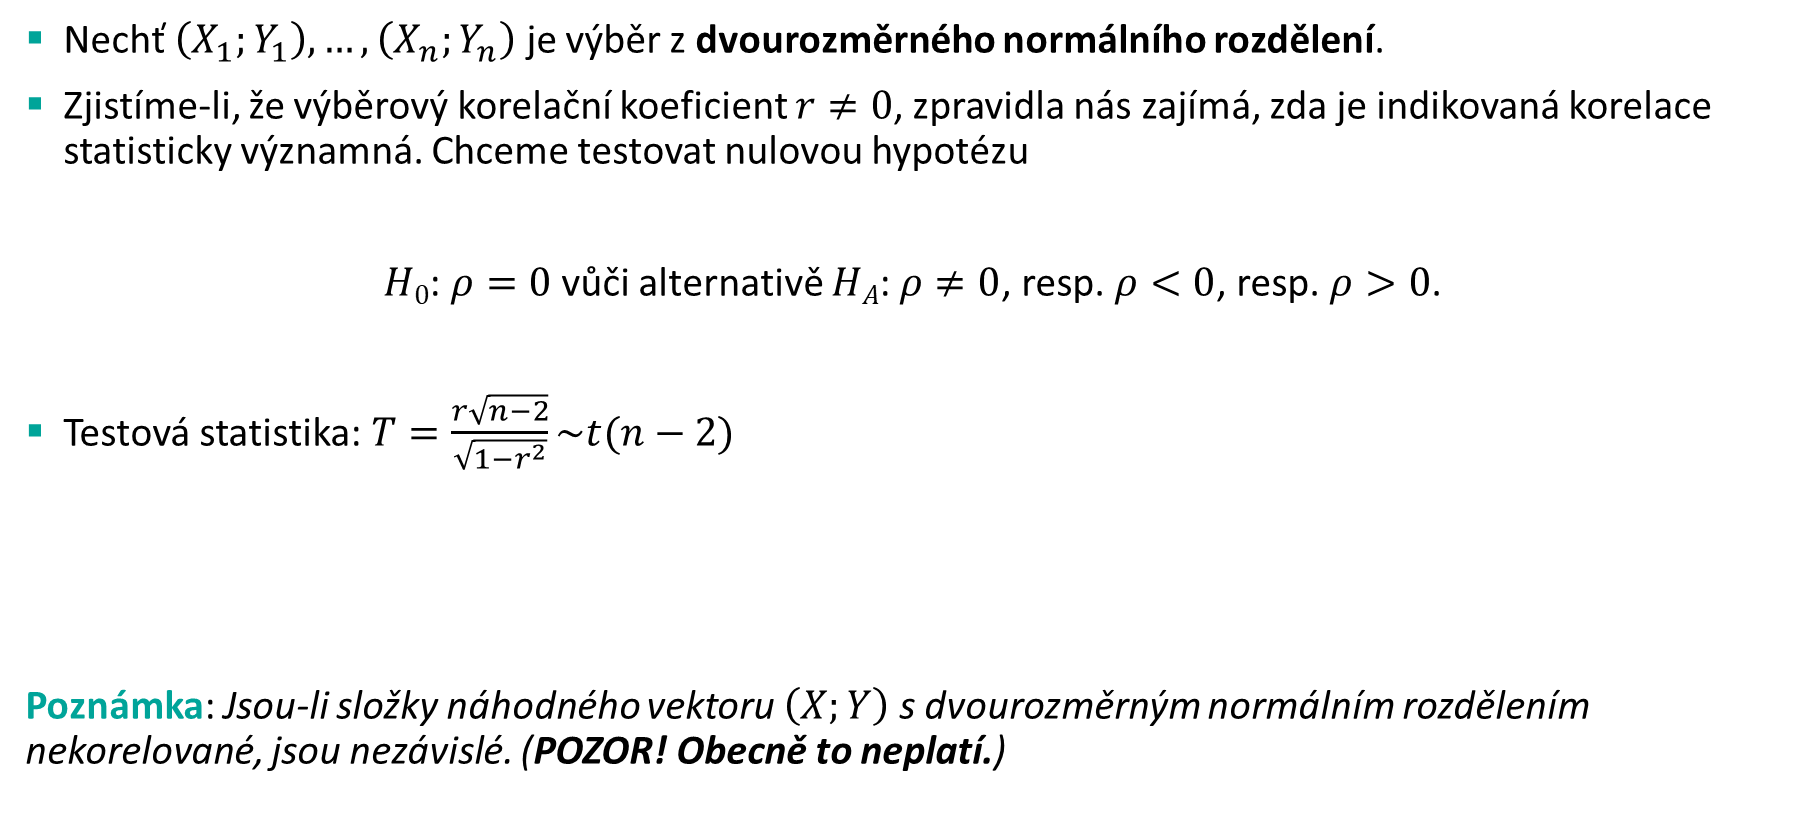 ▪ Nechť (X₁; Y₁), … , (Xₙ; Yₙ) je výběr z dvourozměrného normálního rozdělení.
▪ Zjistíme-li, že výběrový korelační koeficient r ≠ 0, zpravidla nás zajímá, zda je indikovaná korelace
statisticky významná. Chceme testovat nulovou hypotézu
H₀: ρ = 0 vůči alternativě H_A: ρ ≠ 0, resp. ρ < 0, resp. ρ > 0.
▪ Testová statistika: T = r√(n−2) / √(1−r²) ~ t(n − 2)
Poznámka: Jsou-li složky náhodného vektoru (X; Y) s dvourozměrným normálním rozdělením
nekorelované, jsou nezávislé. (POZOR! Obecně to neplatí.)